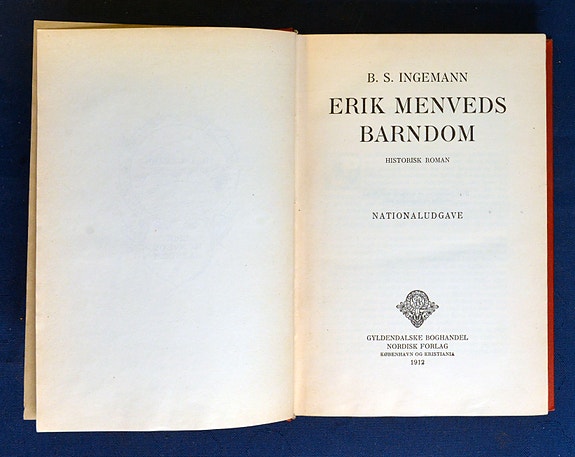 B. S. INGEMANN
ERIK MENVEDS
BARNDOM
HISTORISK ROMAN
NATIONALUDGAVE
GYLDENDALSKE BOGHANDEL
NORDISK FORLAG
KØBENHAVN OG KRISTIANIA
1912